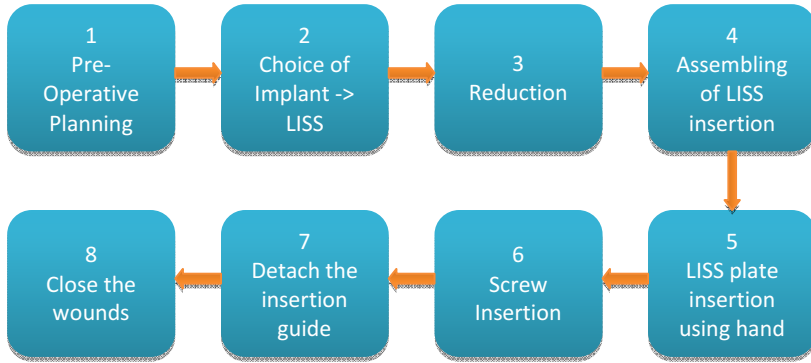 1
Pre-
Operative
Planning
2
Choice of
Implant ->
LISS
3
Reduction
4
Assembling
of LISS
insertion
5
LISS plate
insertion
using hand
6
Screw
Insertion
7
Detach the
insertion
guide
8
Close the
wounds